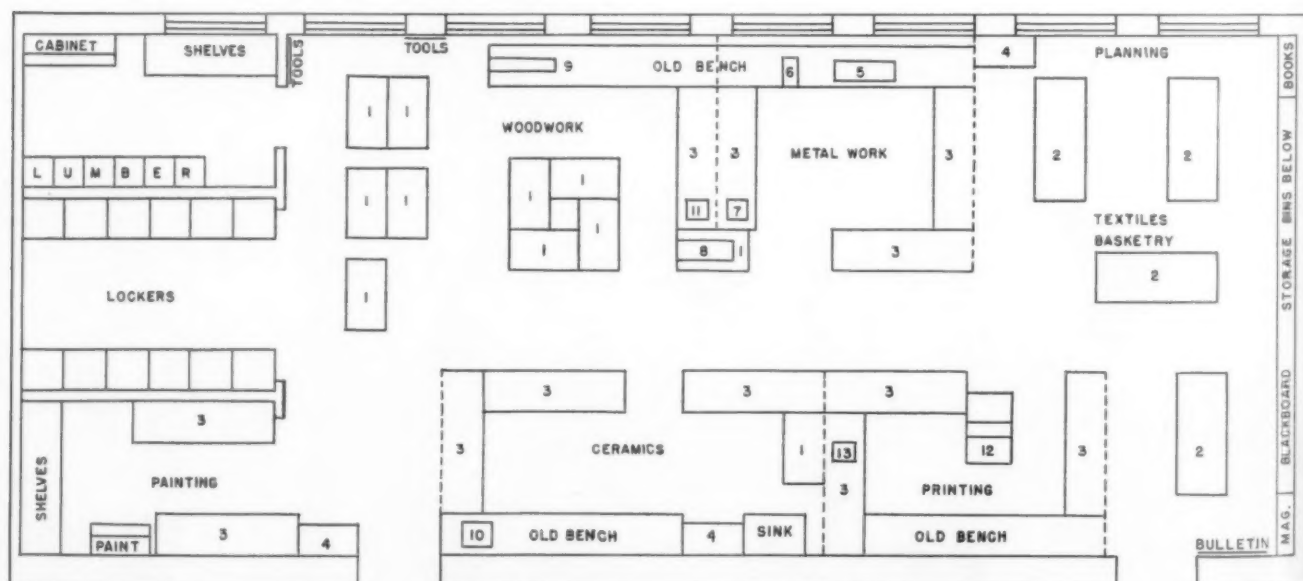 CABINET
SHELVES
TOOLS
TOOLS
9
OLD BENCH
6
5
4
PLANNING
BOOKS
1 1
WOODWORK
3 3
METAL WORK
3
2
2
STORAGE BINS BELOW
L U M B E R
1 1
1
1
1
1
11
7
TEXTILES
BASKETRY
8
1
3
2
LOCKERS
1
3
3
3
3
CERAMICS
3
1
13
3
12
PRINTING
3
2
BLACKBOARD
SHELVES
PAINTING
PAINT
3
4
10
OLD BENCH
4
SINK
OLD BENCH
BULLETIN
MAG.